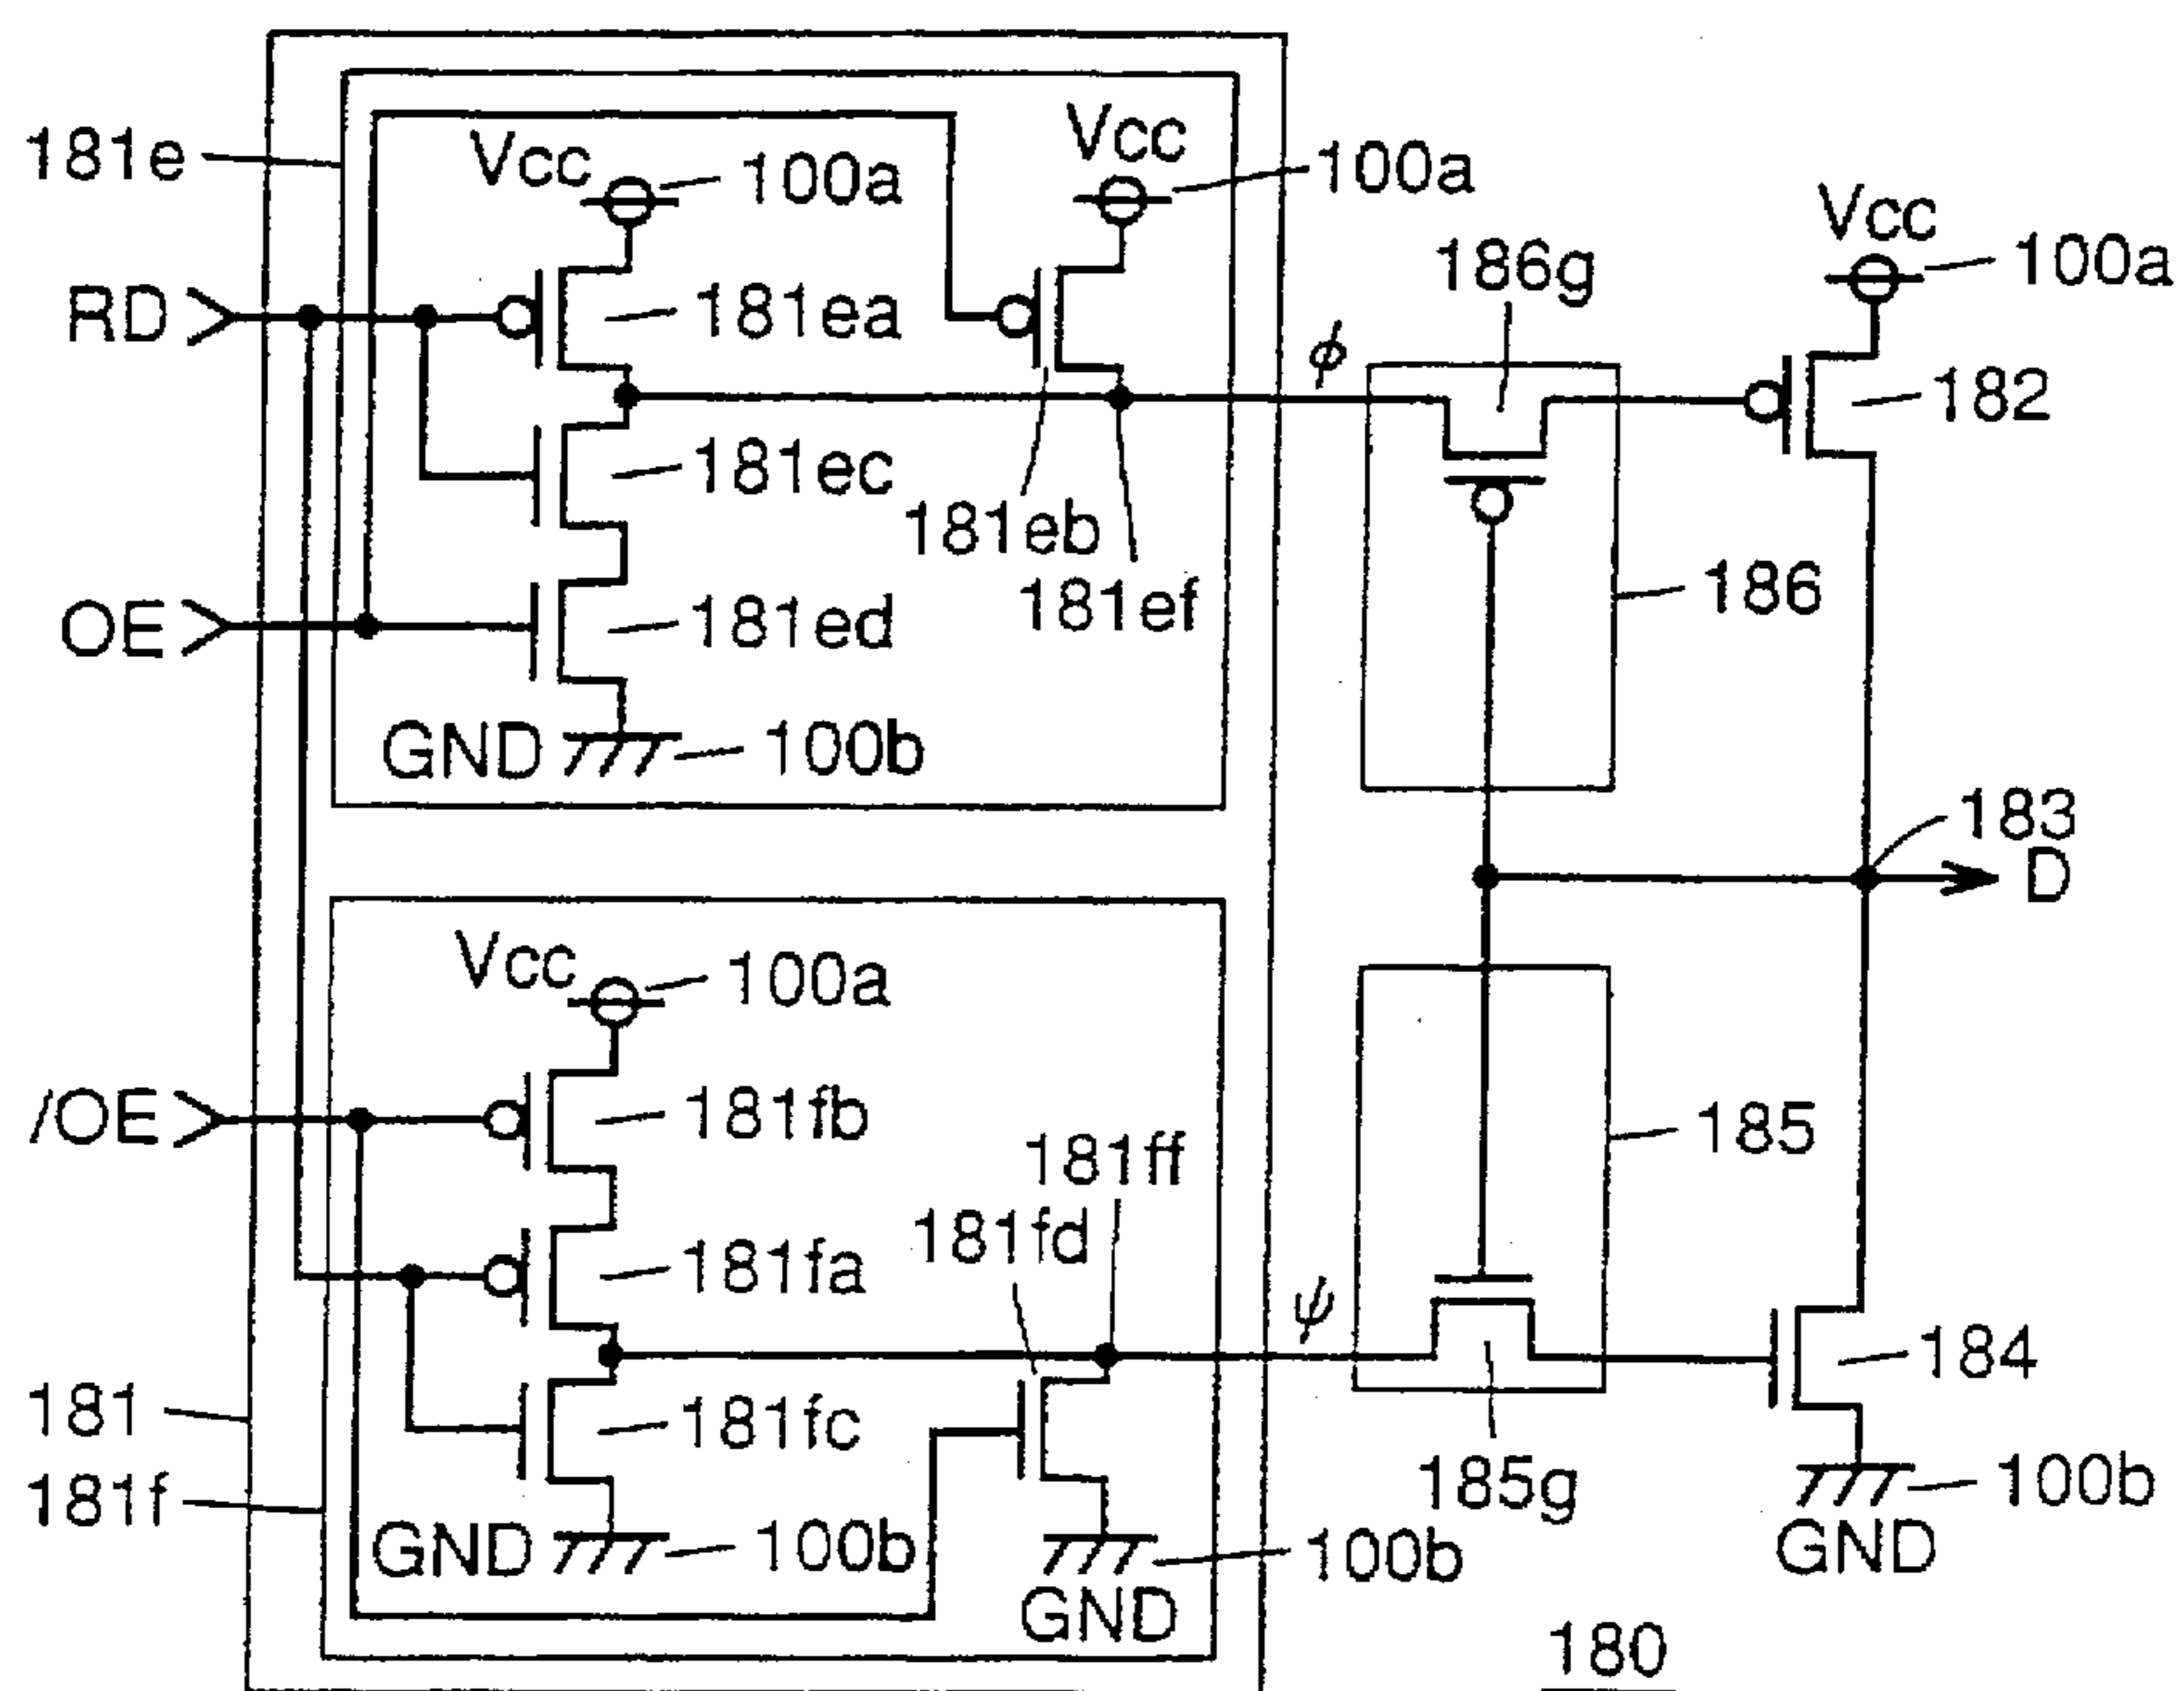 Vcc
181e
Vcc
100a
100a
Vcc
100a
186g
RD
181ea
ϕ
182
181ec
181eb
186
181ef
OE
181ed
GND
100b
183
D
Vcc
100a
/OE
181fb
185
181ff
181fd
181fa
ψ
184
181
181fc
185g
100b
181f
GND
100b
100b
GND
GND
180